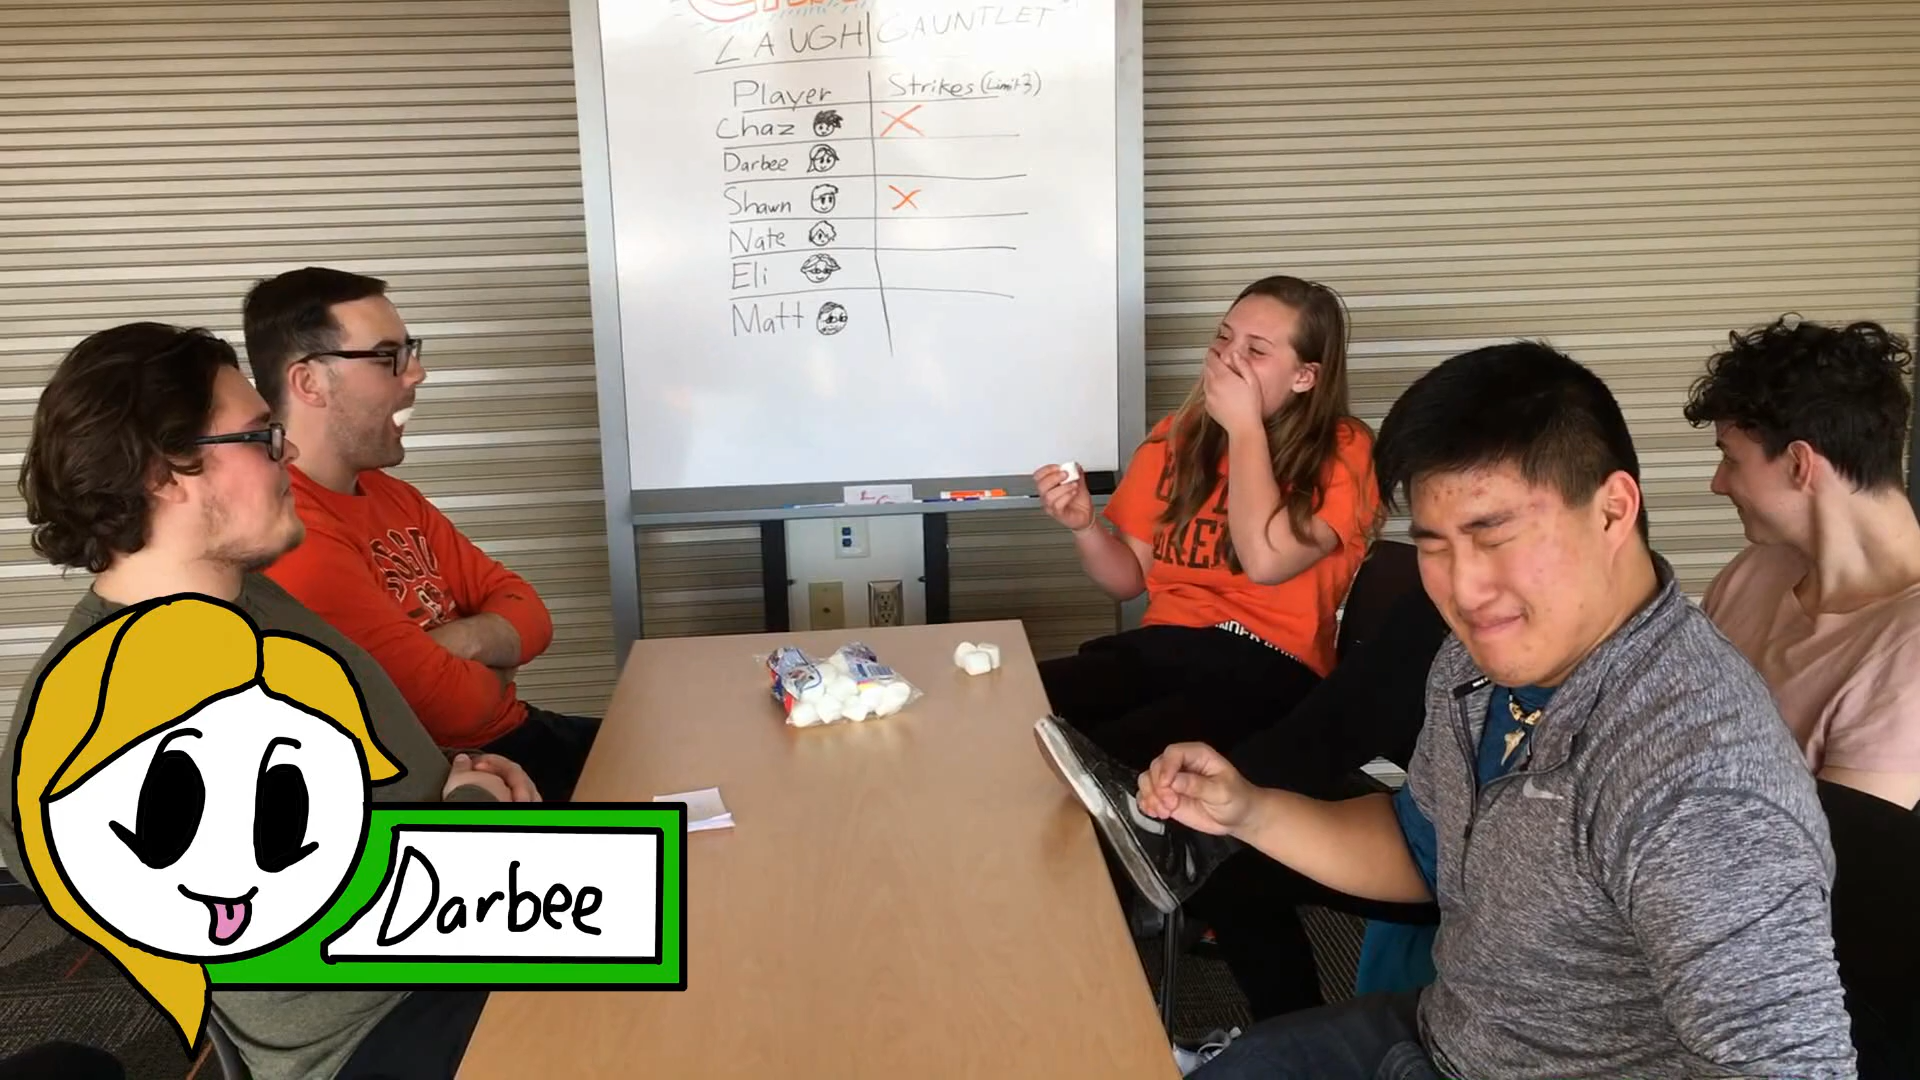 LAUGH GAUNTLET
Player Strikes (Limit 3)
Chaz X
Darbee
Shawn X
Nate
Eli
Matt
Darbee